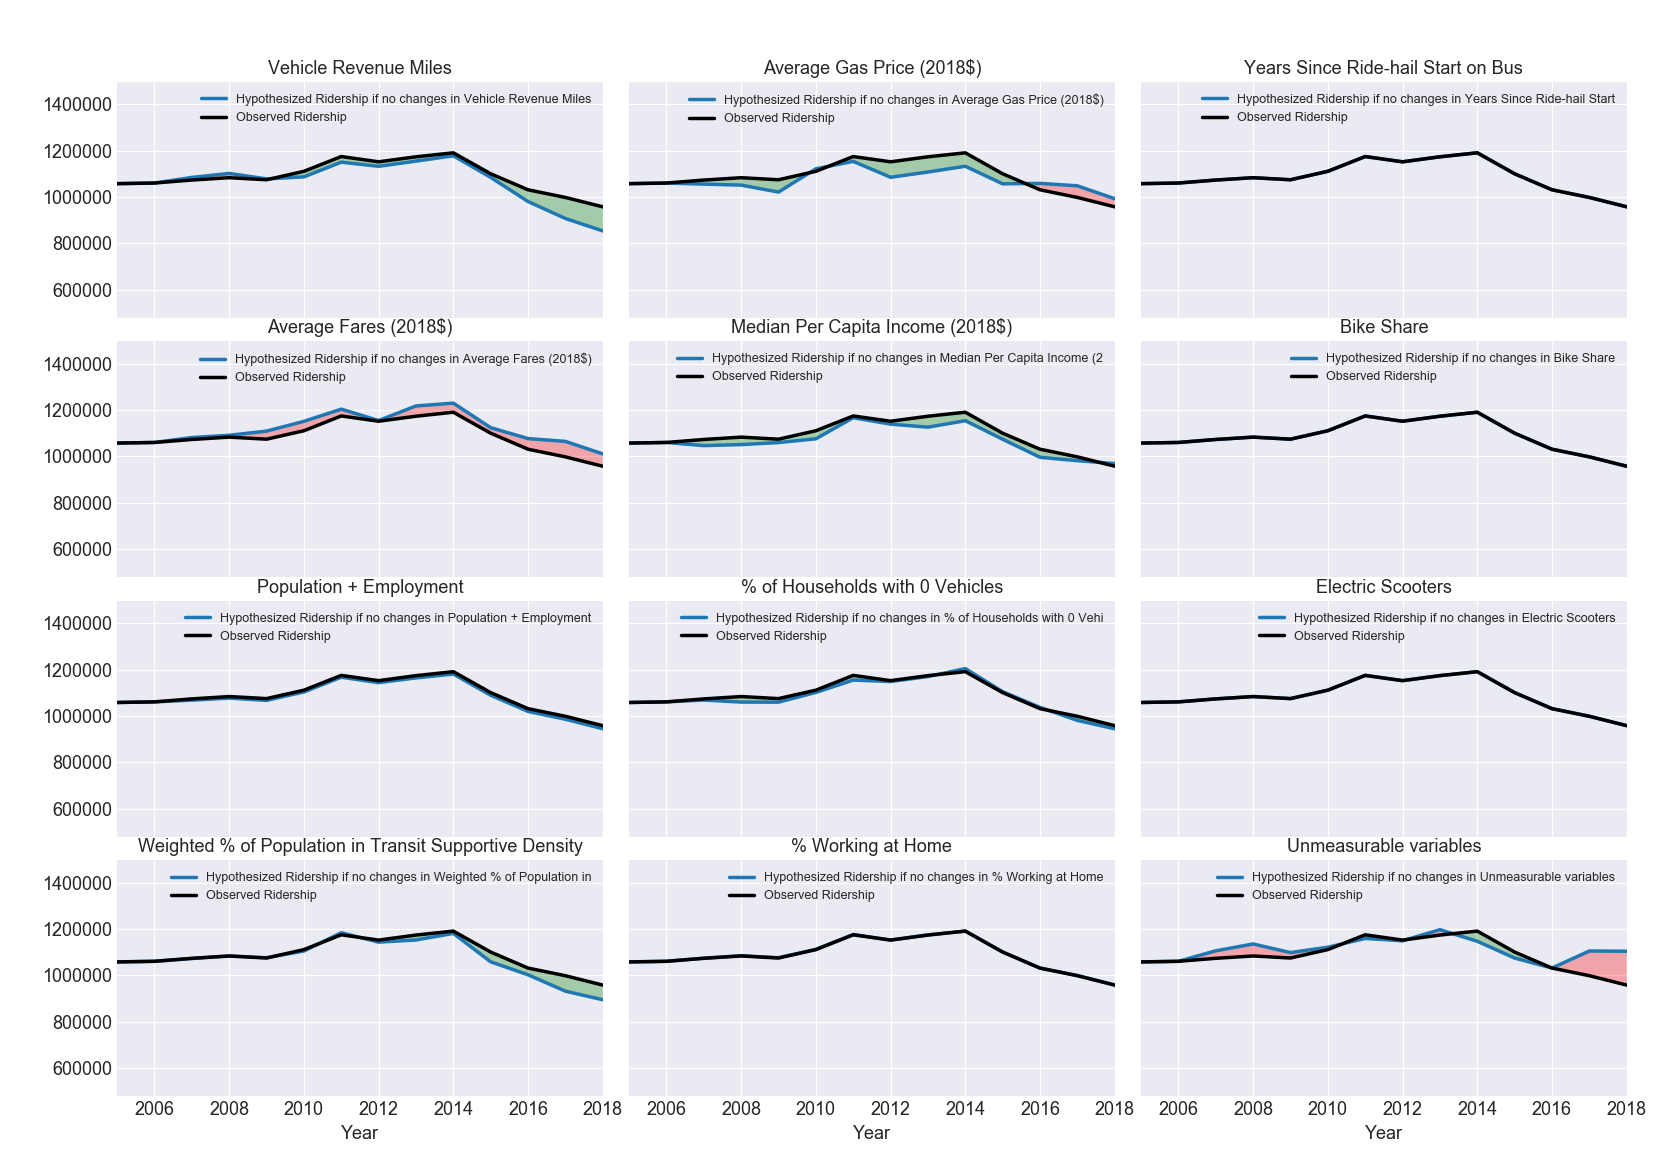 Vehicle Revenue Miles
Hypothesized Ridership if no changes in Vehicle Revenue Miles
Observed Ridership
1400000
1200000
1000000
800000
600000
Average Gas Price (2018$)
Hypothesized Ridership if no changes in Average Gas Price (2018$)
Observed Ridership
Years Since Ride-hail Start on Bus
Hypothesized Ridership if no changes in Years Since Ride-hail Start
Observed Ridership
Average Fares (2018$)
Hypothesized Ridership if no changes in Average Fares (2018$)
Observed Ridership
1400000
1200000
1000000
800000
600000
Median Per Capita Income (2018$)
Hypothesized Ridership if no changes in Median Per Capita Income (2
Observed Ridership
Bike Share
Hypothesized Ridership if no changes in Bike Share
Observed Ridership
Population + Employment
Hypothesized Ridership if no changes in Population + Employment
Observed Ridership
1400000
1200000
1000000
800000
600000
% of Households with 0 Vehicles
Hypothesized Ridership if no changes in % of Households with 0 Vehi
Observed Ridership
Electric Scooters
Hypothesized Ridership if no changes in Electric Scooters
Observed Ridership
Weighted % of Population in Transit Supportive Density
Hypothesized Ridership if no changes in Weighted % of Population in
Observed Ridership
1400000
1200000
1000000
800000
600000
2006 2008 2010 2012 2014 2016 2018
Year
% Working at Home
Hypothesized Ridership if no changes in % Working at Home
Observed Ridership
2006 2008 2010 2012 2014 2016 2018
Year
Unmeasurable variables
Hypothesized Ridership if no changes in Unmeasurable variables
Observed Ridership
2006 2008 2010 2012 2014 2016 2018
Year